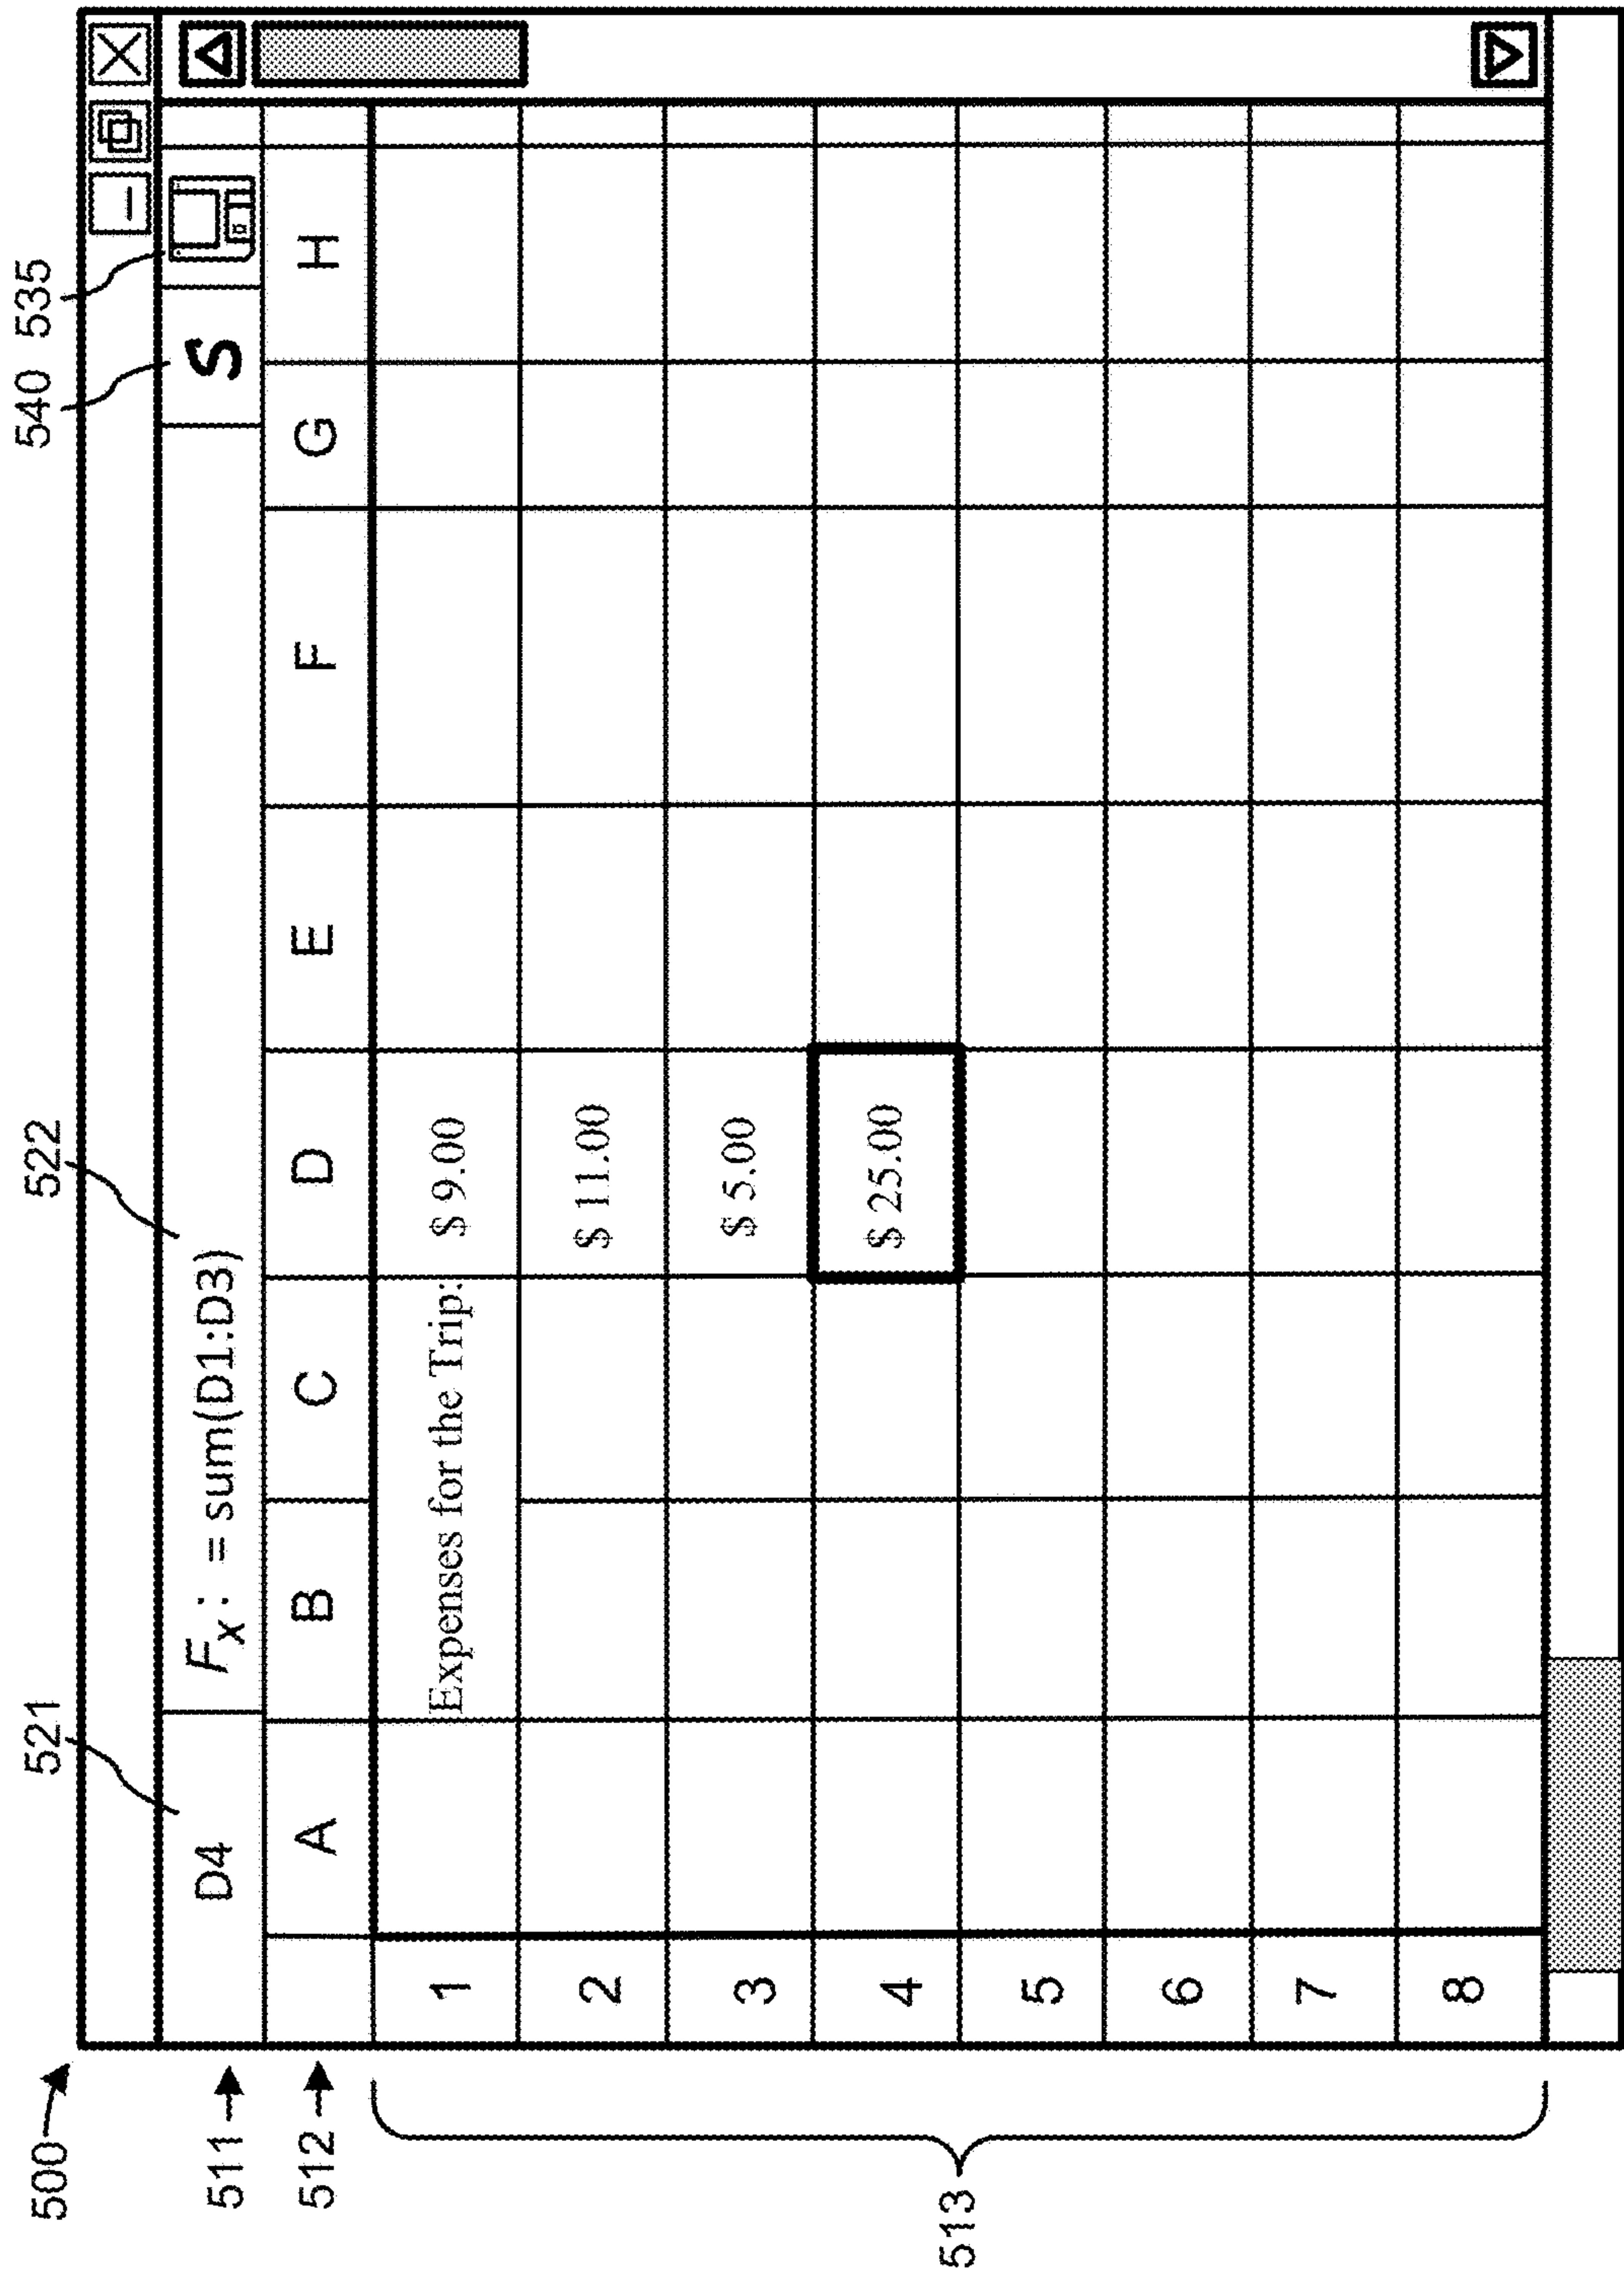 500
521
522
540 535
511
D4 Fx: =sum(D1:D3) S
512
A B C D E F G H
1 Expenses for the Trip: $ 9.00
2 $ 11.00
3 $ 5.00
4 $ 25.00
5
6
7
8
513